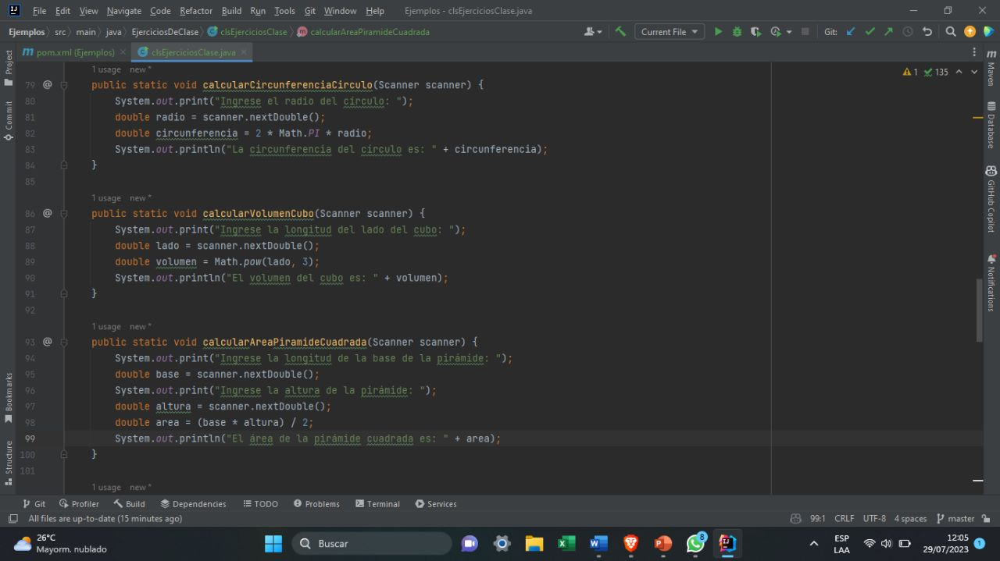 File Edit View Navigate Code Refactor Build Run Tools Git Window Help Ejemplos - clsEjerciciosClase.java
Ejemplos src main java EjerciciosDeClase clsEjerciciosClase calcularAreaPiramideCuadrada Current File Git:
pom.xml (Ejemplos) clsEjerciciosClase.java
1 usage new *
1 135
79 @ public static void calcularCircunferenciaCirculo(Scanner scanner) {
80 System.out.print("Ingrese el radio del círculo: ");
81 double radio = scanner.nextDouble();
82 double circunferencia = 2 * Math.PI * radio;
83 System.out.println("La circunferencia del círculo es: " + circunferencia);
84 }
85
1 usage new *
86 @ public static void calcularVolumenCubo(Scanner scanner) {
87 System.out.print("Ingrese la longitud del lado del cubo: ");
88 double lado = scanner.nextDouble();
89 double volumen = Math.pow(lado, 3);
90 System.out.println("El volumen del cubo es: " + volumen);
91 }
92
1 usage new *
93 @ public static void calcularAreaPiramideCuadrada(Scanner scanner) {
94 System.out.print("Ingrese la longitud de la base de la pirámide: ");
95 double base = scanner.nextDouble();
96 System.out.print("Ingrese la altura de la pirámide: ");
97 double altura = scanner.nextDouble();
98 double area = (base * altura) / 2;
99 System.out.println("El área de la pirámide cuadrada es: " + area);
100 }
101
1 usage new *
Project
Commit
Bookmarks
Structure
Maven
Database
GitHub Copilot
Notifications
Git Profiler Build Dependencies TODO Problems Terminal Services
All files are up-to-date (15 minutes ago) 99:1 CRLF UTF-8 4 spaces master
26°C
Mayorm. nublado
Buscar
8
ESP
LAA
12:05
29/07/2023
1